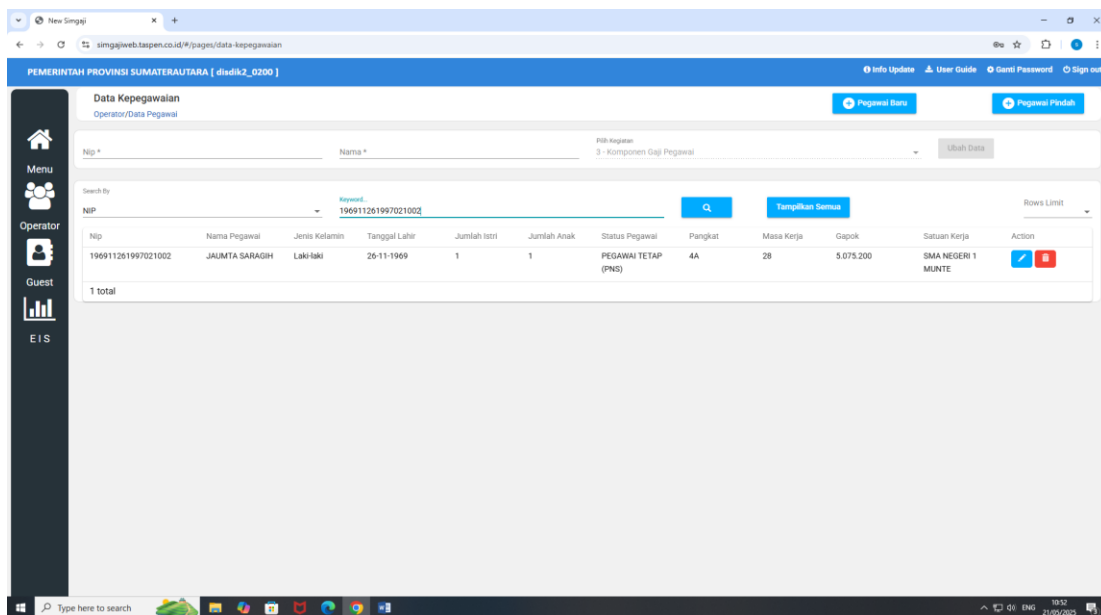 New Simgaji
simgajiweb.taspen.co.id/#/pages/data-kepegawaian
PEMERINTAH PROVINSI SUMATERAUTARA [ disdik2_0200 ]
Info Update User Guide Ganti Password Sign out
Data Kepegawaian
Operator/Data Pegawai
Pegawai Baru
Pegawai Pindah
Menu
Operator
Guest
E I S
Nip *
Nama *
Pilih Kegiatan
3 - Komponen Gaji Pegawai
Ubah Data
Search By
NIP
Keyword...
196911261997021002
Tampilkan Semua
Rows Limit
Nip Nama Pegawai Jenis Kelamin Tanggal Lahir Jumlah Istri Jumlah Anak Status Pegawai Pangkat Masa Kerja Gapok Satuan Kerja Action
196911261997021002 JAUMTA SARAGIH Laki-laki 26-11-1969 1 1 PEGAWAI TETAP 4A 28 5.075.200 SMA NEGERI 1
(PNS) MUNTE
1 total
Type here to search
ENG
10:52
21/05/2025